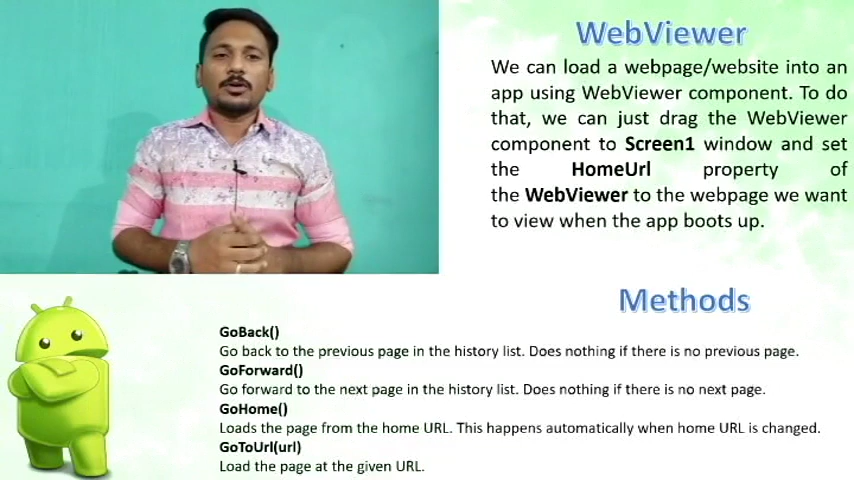 WebViewer
We can load a webpage/website into an
app using WebViewer component. To do
that, we can just drag the WebViewer
component to Screen1 window and set
the HomeUrl property of
the WebViewer to the webpage we want
to view when the app boots up.
Methods
GoBack()
Go back to the previous page in the history list. Does nothing if there is no previous page.
GoForward()
Go forward to the next page in the history list. Does nothing if there is no next page.
GoHome()
Loads the page from the home URL. This happens automatically when home URL is changed.
GoToUrl(url)
Load the page at the given URL.